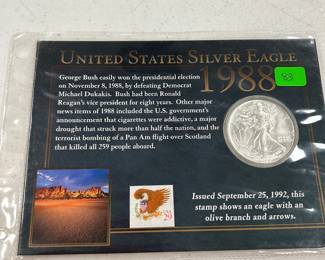 UNITED STATES SILVER EAGLE
1988
83
George Bush easily won the presidential election
on November 8, 1988, by defeating Democrat
Michael Dukakis. Bush had been Ronald
Reagan's vice president for eight years. Other major
news items of 1988 included the U.S. government's
announcement that cigarettes were addictive, a major
drought that struck more than half the nation, and the
terrorist bombing of a Pan Am flight over Scotland
that killed all 259 people aboard.
Issued September 25, 1992, this
stamp shows an eagle with an
olive branch and arrows.